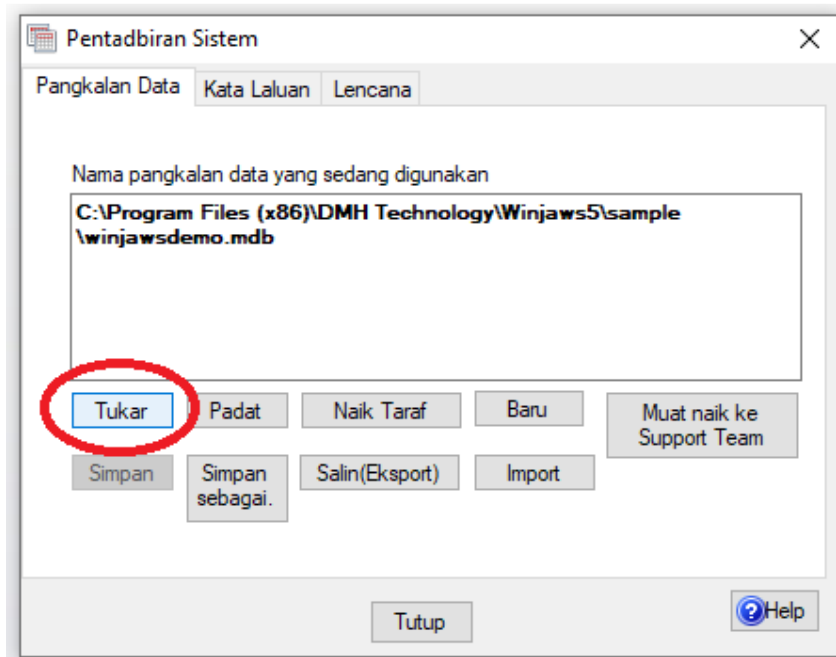 Pentadbiran Sistem
Pangkalan Data
Kata Laluan
Lencana
Nama pangkalan data yang sedang digunakan
C:\Program Files (x86)\DMH Technology\Winjaws5\sample
\winjawsdemo.mdb
Tukar
Padat
Naik Taraf
Baru
Muat naik ke
Support Team
Simpan
Simpan
sebagai.
Salin(Eksport)
Import
Tutup
Help